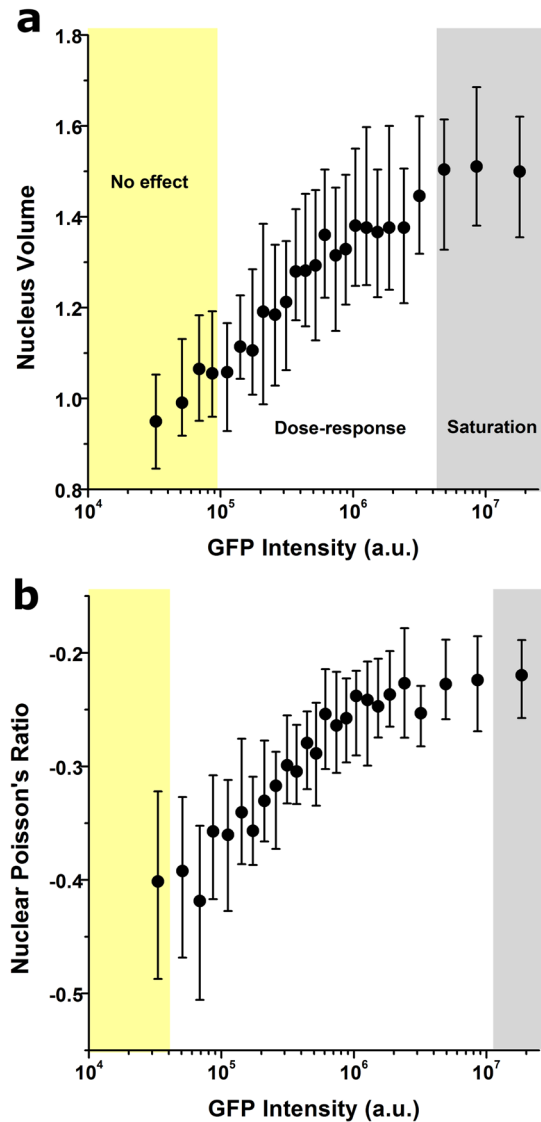 a
1.8
1.6
1.4
1.2
1.0
0.8
Nucleus Volume
No effect
Dose-response
Saturation
10⁴ 10⁵ 10⁶ 10⁷
GFP Intensity (a.u.)
b
-0.2
-0.3
-0.4
-0.5
Nuclear Poisson's Ratio
10⁴ 10⁵ 10⁶ 10⁷
GFP Intensity (a.u.)